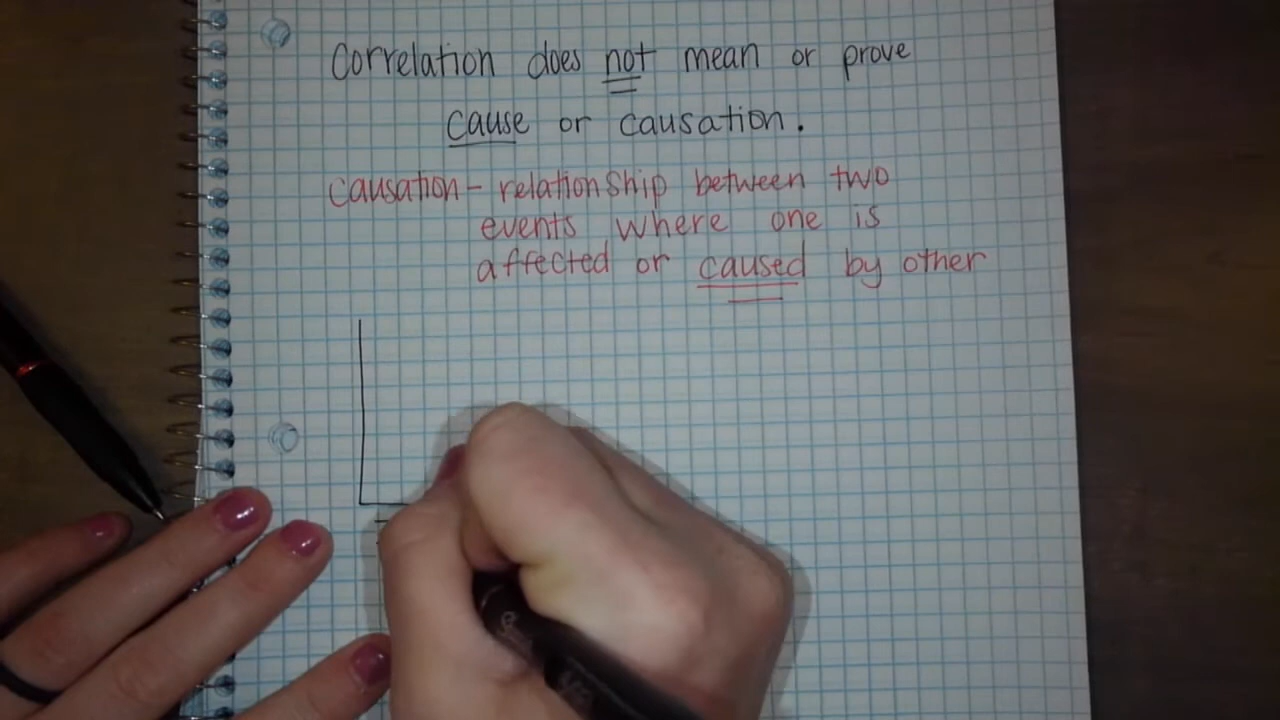 Correlation does not mean or prove
cause or causation.
Causation - relationship between two
events where one is
affected or caused by other